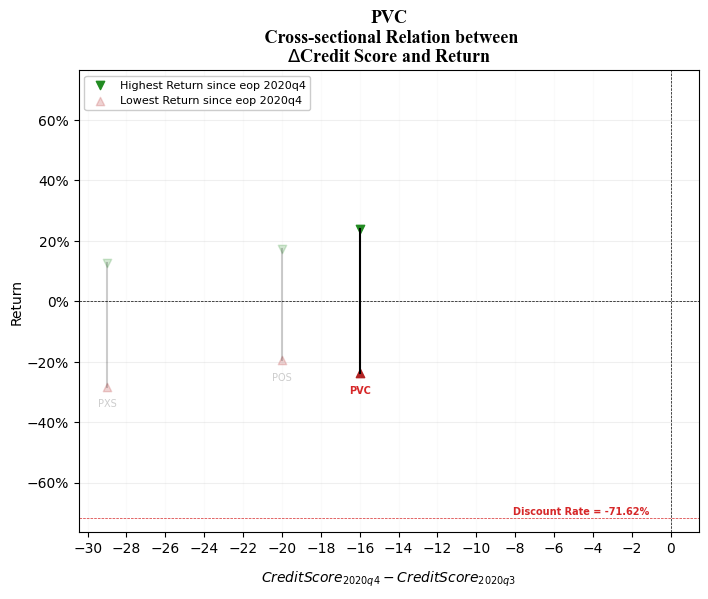 PVC
Cross-sectional Relation between
ΔCredit Score and Return
Highest Return since eop 2020q4
Lowest Return since eop 2020q4
60%
40%
20%
0%
−20%
−40%
−60%
Return
PXS
POS
PVC
Discount Rate = -71.62%
−30 −28 −26 −24 −22 −20 −18 −16 −14 −12 −10 −8 −6 −4 −2 0
CreditScore2020q4 − CreditScore2020q3